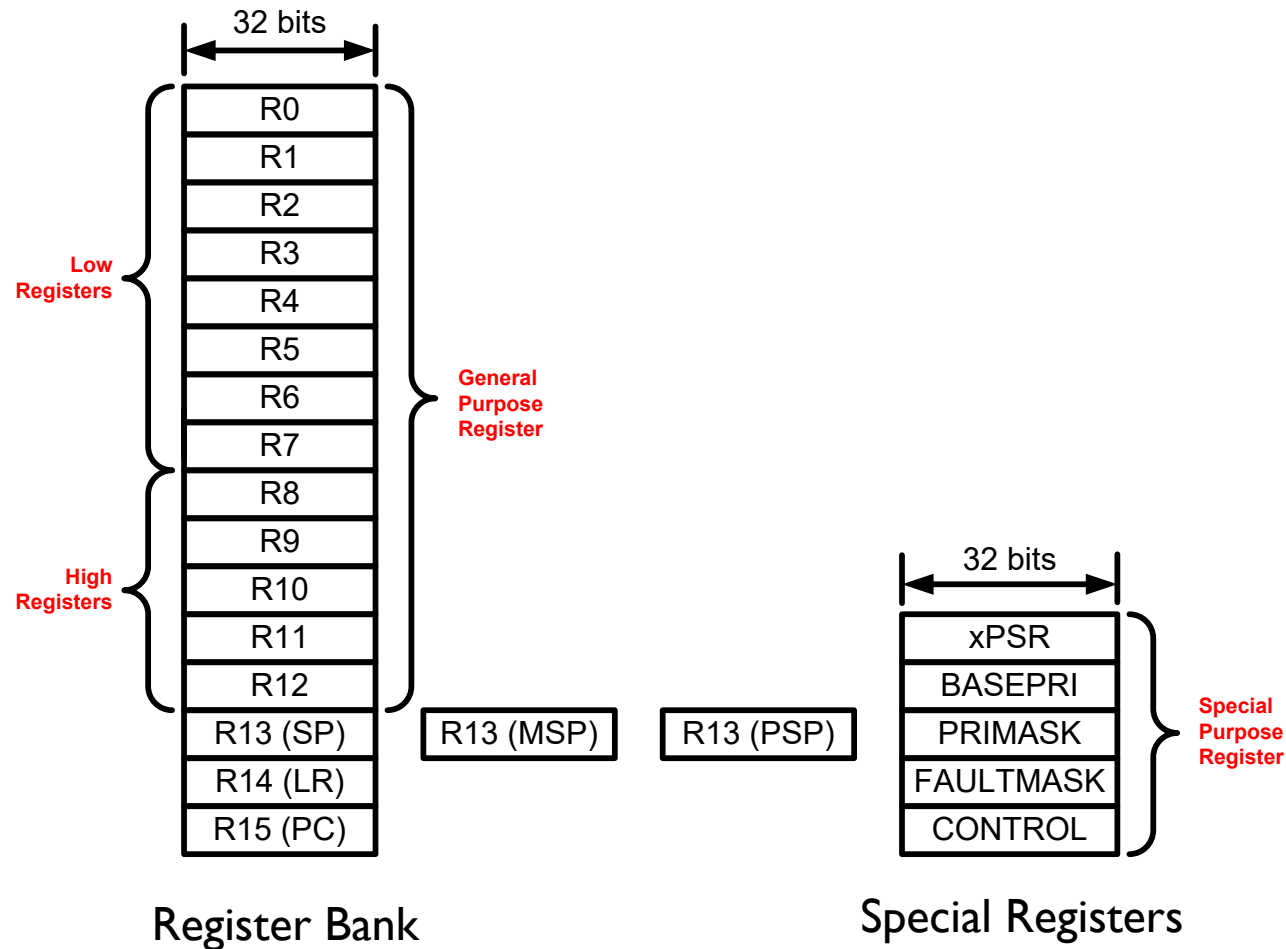 32 bits
R0
R1
R2
R3
R4
R5
R6
R7
R8
R9
R10
R11
R12
R13 (SP)
R14 (LR)
R15 (PC)
Low
Registers
High
Registers
General
Purpose
Register
R13 (MSP)
R13 (PSP)
32 bits
xPSR
BASEPRI
PRIMASK
FAULTMASK
CONTROL
Special
Purpose
Register
Register Bank
Special Registers